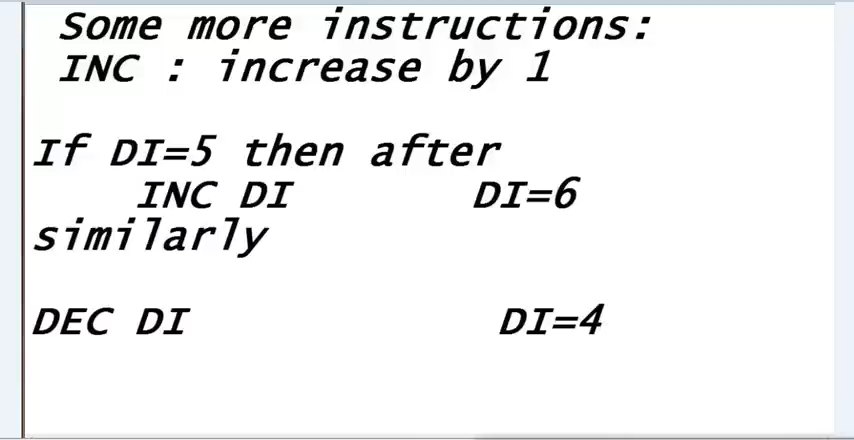 Some more instructions:
INC : increase by 1
If DI=5 then after
INC DI DI=6
similarly
DEC DI DI=4